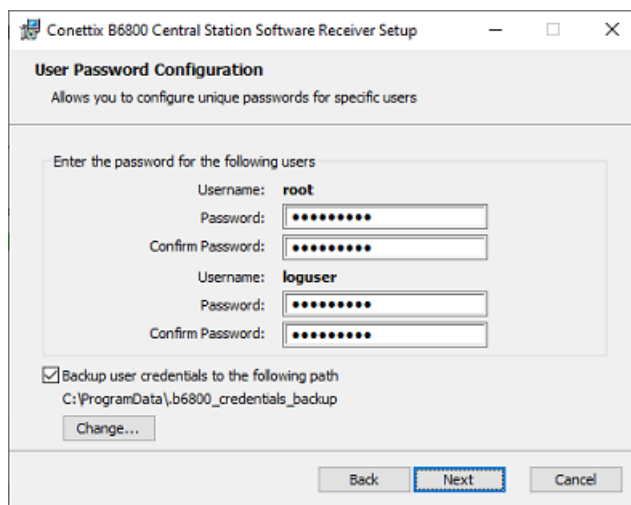 Conettix B6800 Central Station Software Receiver Setup
User Password Configuration
Allows you to configure unique passwords for specific users
Enter the password for the following users
Username: root
Password: •••••••••
Confirm Password: •••••••••
Username: loguser
Password: •••••••••
Confirm Password: •••••••••
Backup user credentials to the following path
C:\ProgramData\.b6800_credentials_backup
Change...
Back Next Cancel